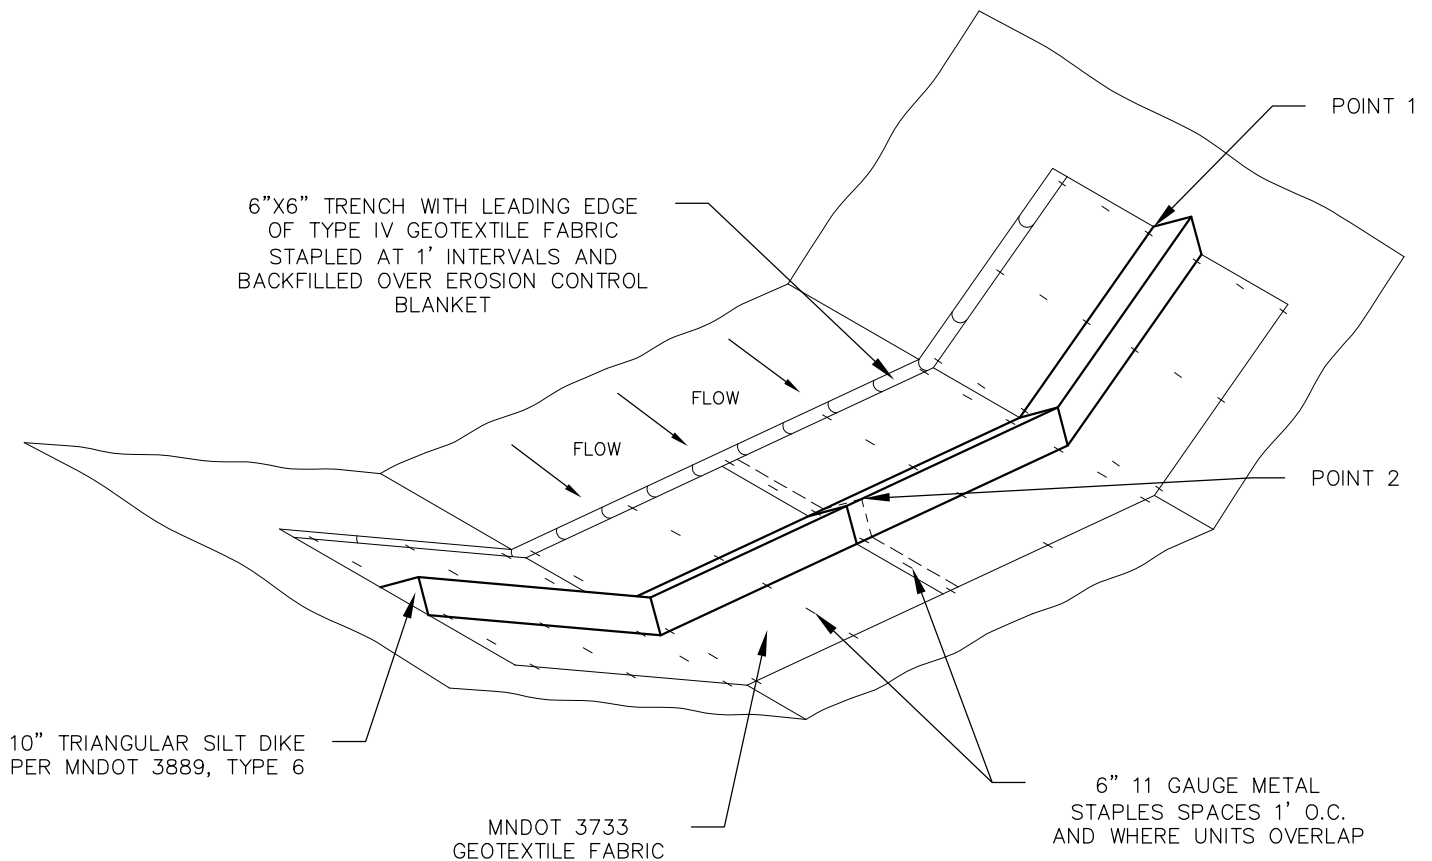 POINT 1
6”X6” TRENCH WITH LEADING EDGE
OF TYPE IV GEOTEXTILE FABRIC
STAPLED AT 1’ INTERVALS AND
BACKFILLED OVER EROSION CONTROL
BLANKET
FLOW
FLOW
POINT 2
10” TRIANGULAR SILT DIKE
PER MNDOT 3889, TYPE 6
MNDOT 3733
GEOTEXTILE FABRIC
6” 11 GAUGE METAL
STAPLES SPACES 1’ O.C.
AND WHERE UNITS OVERLAP